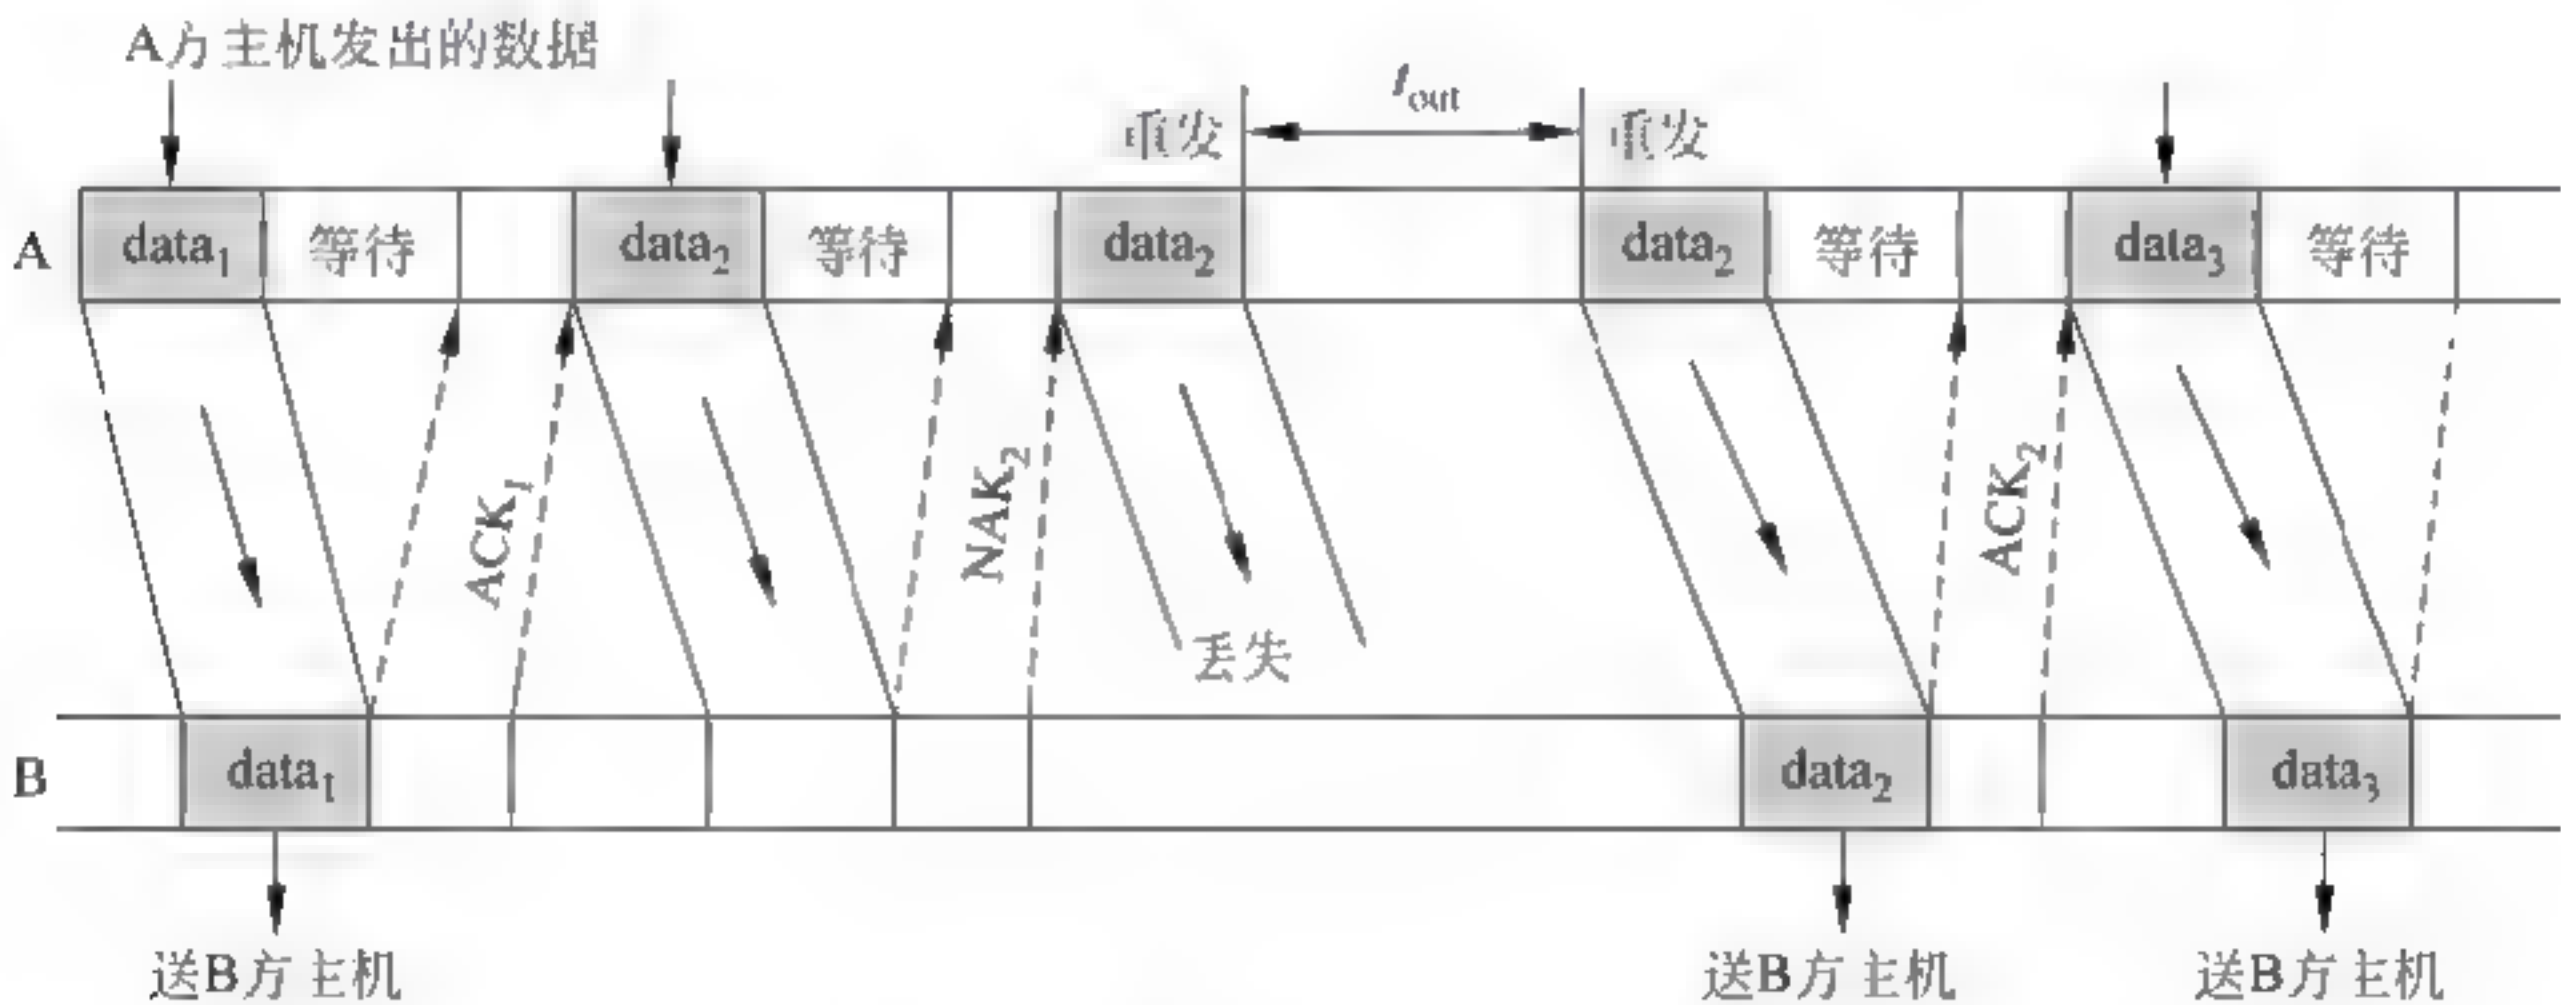 A方主机发出的数据
t_out
重发
重发
A
data₁
等待
data₂
等待
data₂
data₂
等待
data₃
等待
ACK₁
NAK₂
ACK₂
丢失
B
data₁
data₂
data₃
送B方主机
送B方主机
送B方主机